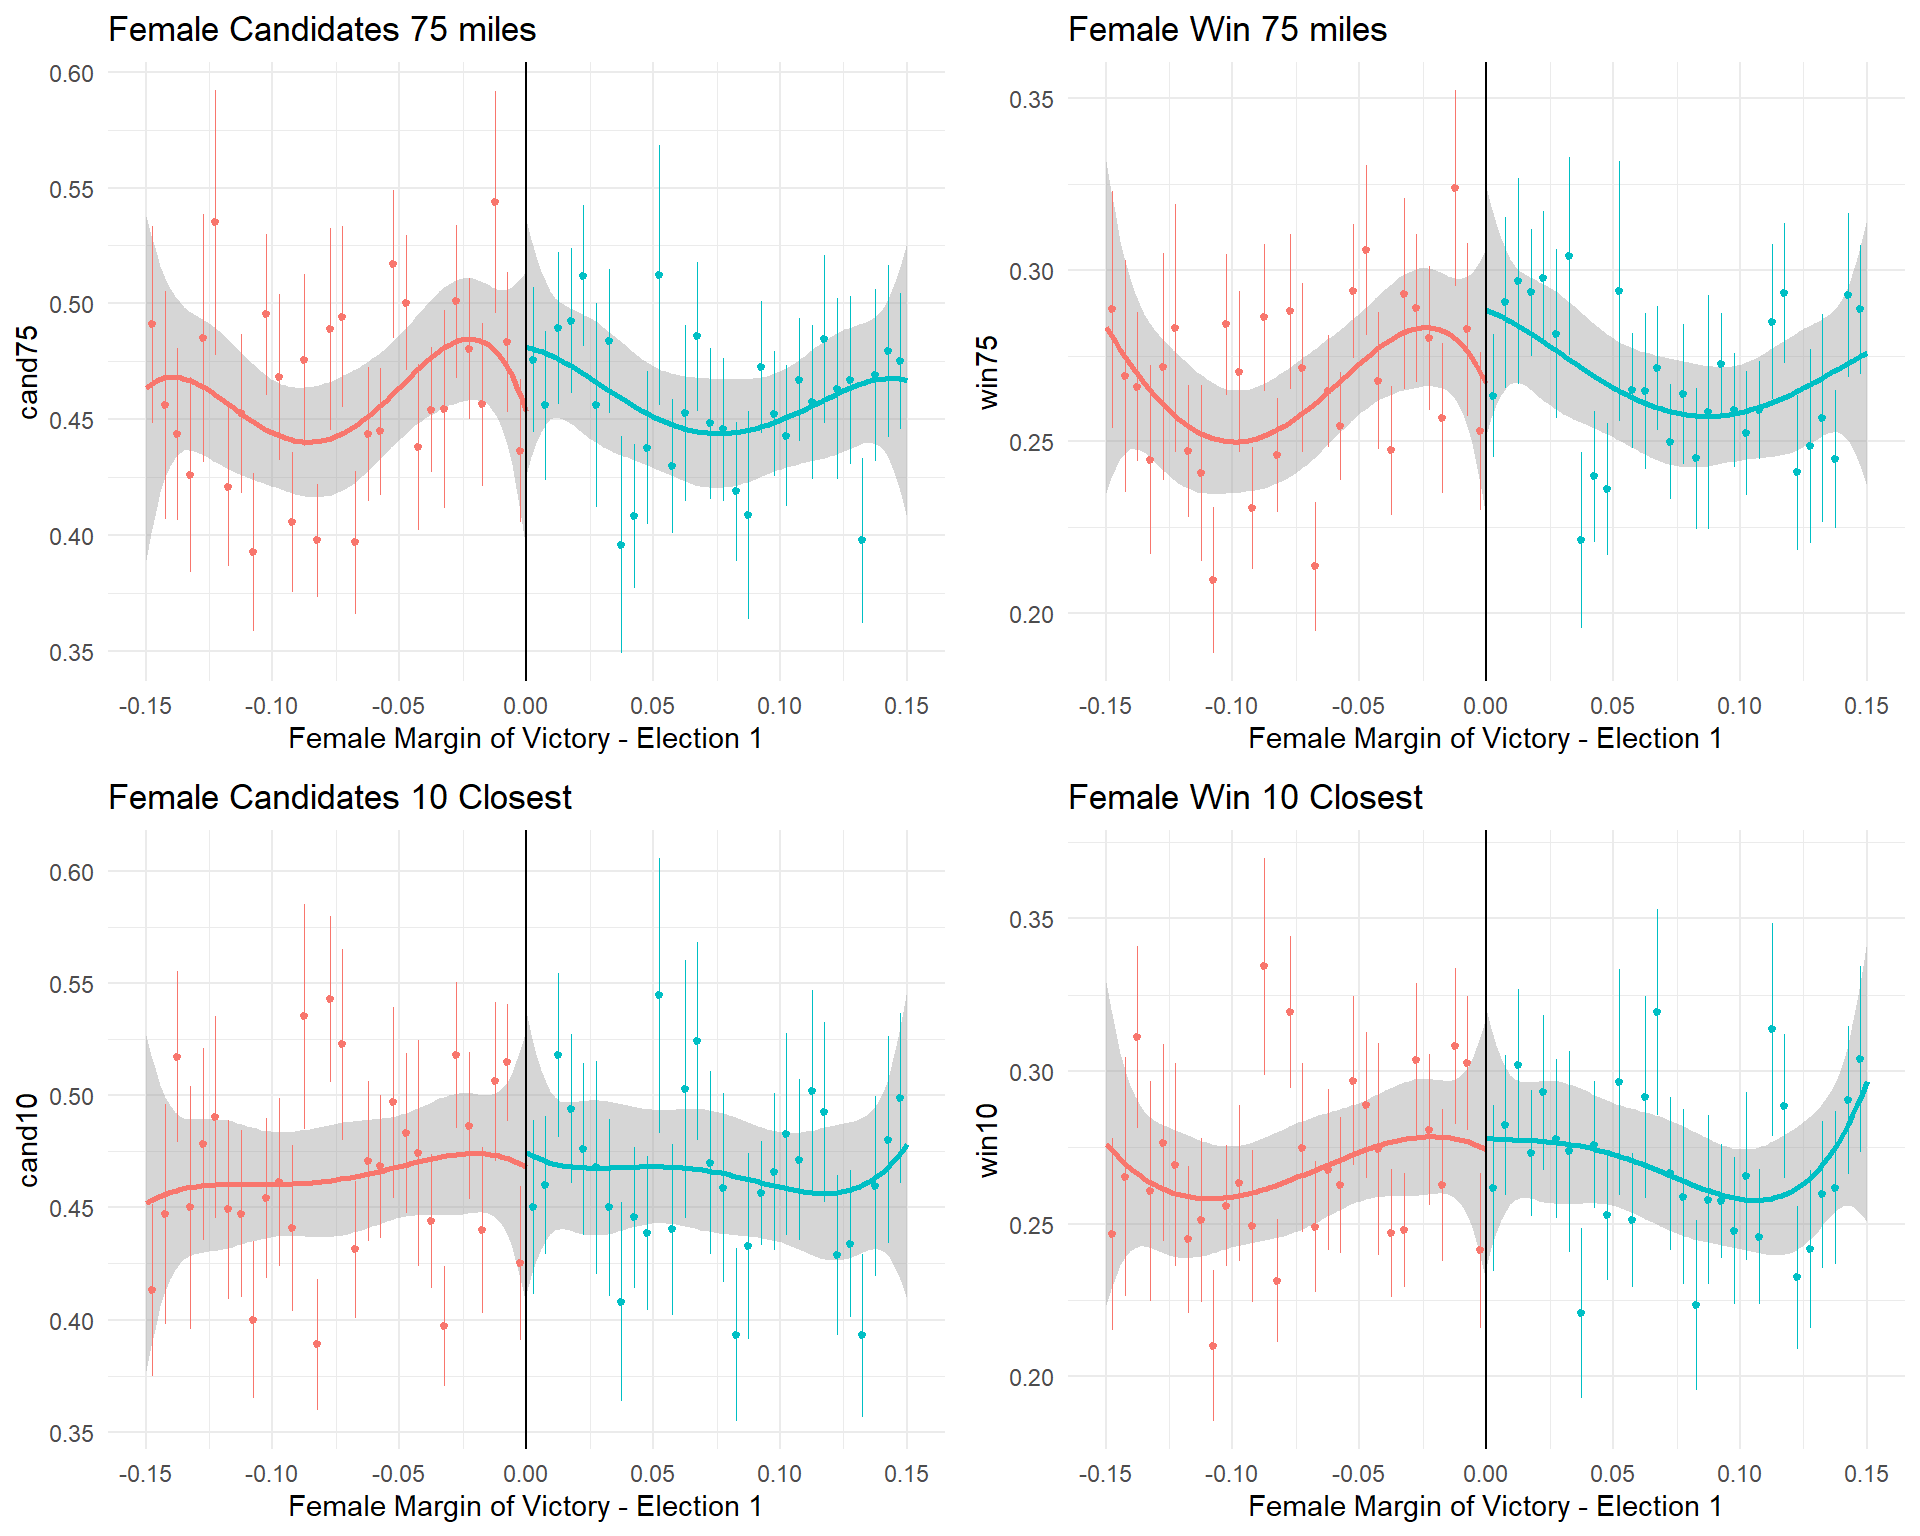 Female Candidates 75 miles
0.60
0.55
0.50
0.45
0.40
0.35
cand75
-0.15 -0.10 -0.05 0.00 0.05 0.10 0.15
Female Margin of Victory - Election 1
Female Win 75 miles
0.35
0.30
0.25
0.20
win75
-0.15 -0.10 -0.05 0.00 0.05 0.10 0.15
Female Margin of Victory - Election 1
Female Candidates 10 Closest
0.60
0.55
0.50
0.45
0.40
0.35
cand10
-0.15 -0.10 -0.05 0.00 0.05 0.10 0.15
Female Margin of Victory - Election 1
Female Win 10 Closest
0.35
0.30
0.25
0.20
win10
-0.15 -0.10 -0.05 0.00 0.05 0.10 0.15
Female Margin of Victory - Election 1